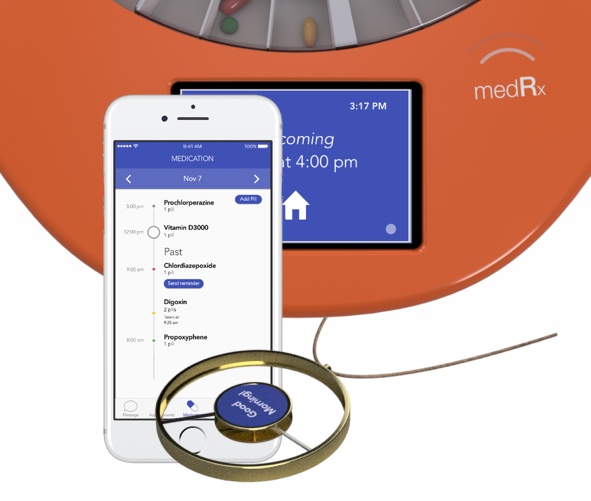 3:17 PM
medRx
coming
at 4:00 pm
9:41 AM
100%
MEDICATION
Nov 7
Add Pill
3:00 pm
Prochlorperazine
1 pill
12:00 pm
Vitamin D3000
1 pill
Past
9:00 am
Chlordiazepoxide
1 pill
Send reminder
Digoxin
2 pills
Taken at:
9:25 am
8:00 am
Propoxyphene
1 pill
Message
Good
Morning!